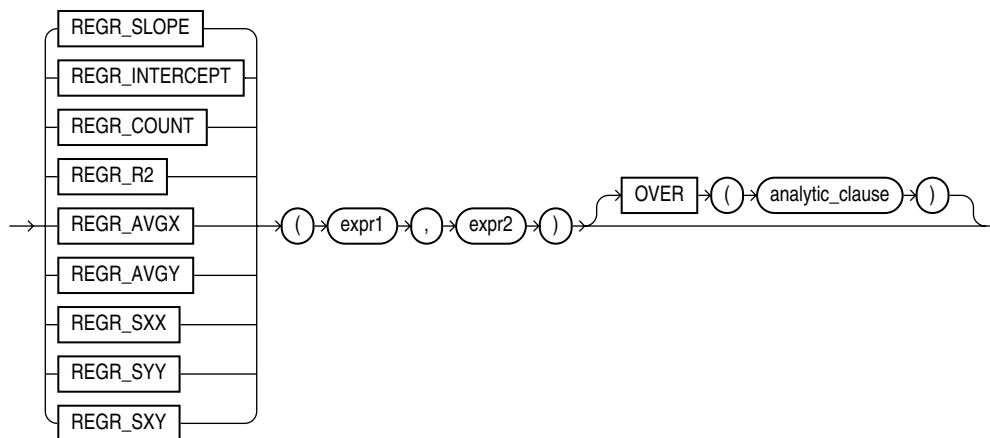 REGR_SLOPE
REGR_INTERCEPT
REGR_COUNT
REGR_R2
OVER ( analytic_clause )
REGR_AVGX ( expr1 , expr2 )
REGR_AVGY
REGR_SXX
REGR_SYY
REGR_SXY